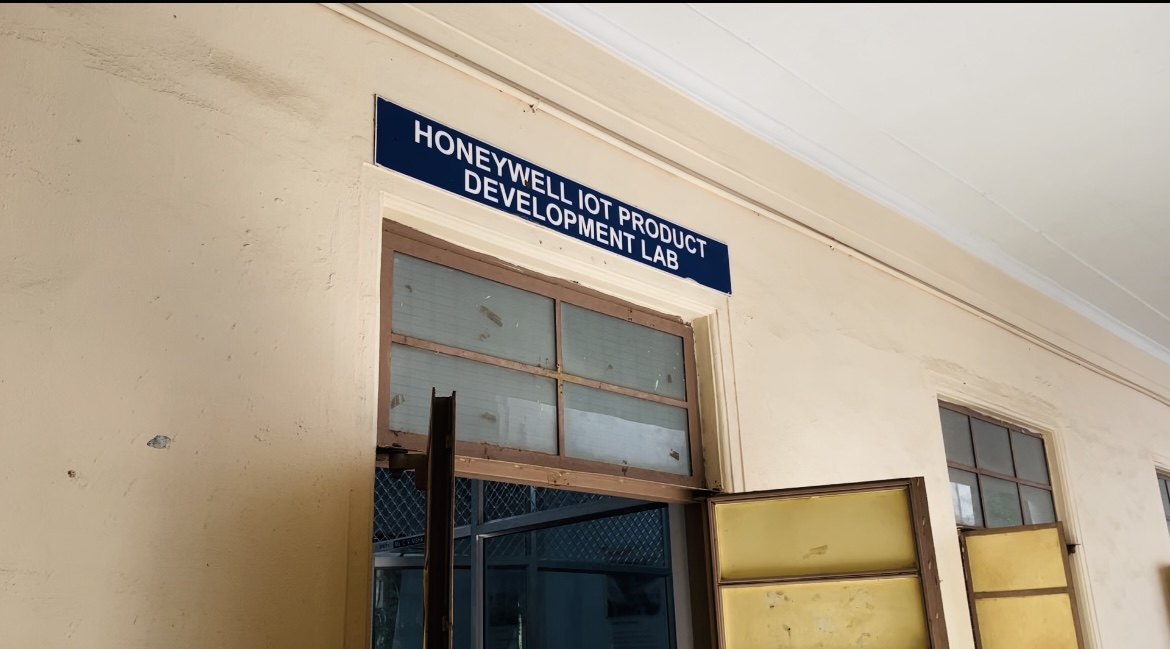 HONEYWELL IOT PRODUCT
DEVELOPMENT LAB